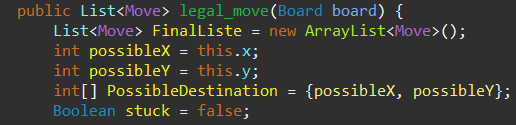 public List<Move> legal_move(Board board) {
List<Move> FinalListe = new ArrayList<Move>();
int possibleX = this.x;
int possibleY = this.y;
int[] PossibleDestination = {possibleX, possibleY};
Boolean stuck = false;